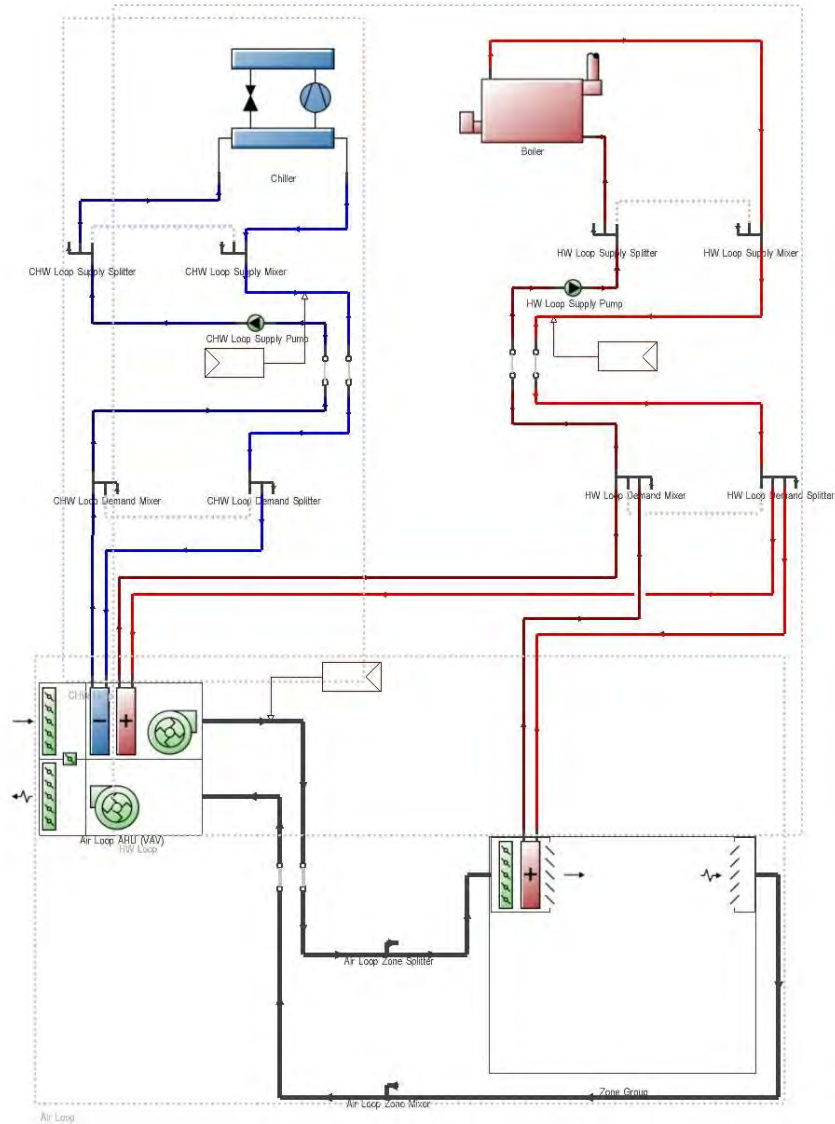 Chiller
Boiler
CHW Loop Supply Splitter
CHW Loop Supply Mixer
HW Loop Supply Splitter
HW Loop Supply Mixer
HW Loop Supply Pump
CHW Loop Supply Pump
CHW Loop Demand Mixer
CHW Loop Demand Splitter
HW Loop Demand Mixer
HW Loop Demand Splitter
Air Loop AHU (VAV)
HW Loop
Air Loop Zone Splitter
Zone Group
Air Loop Zone Mixer
Air Loop